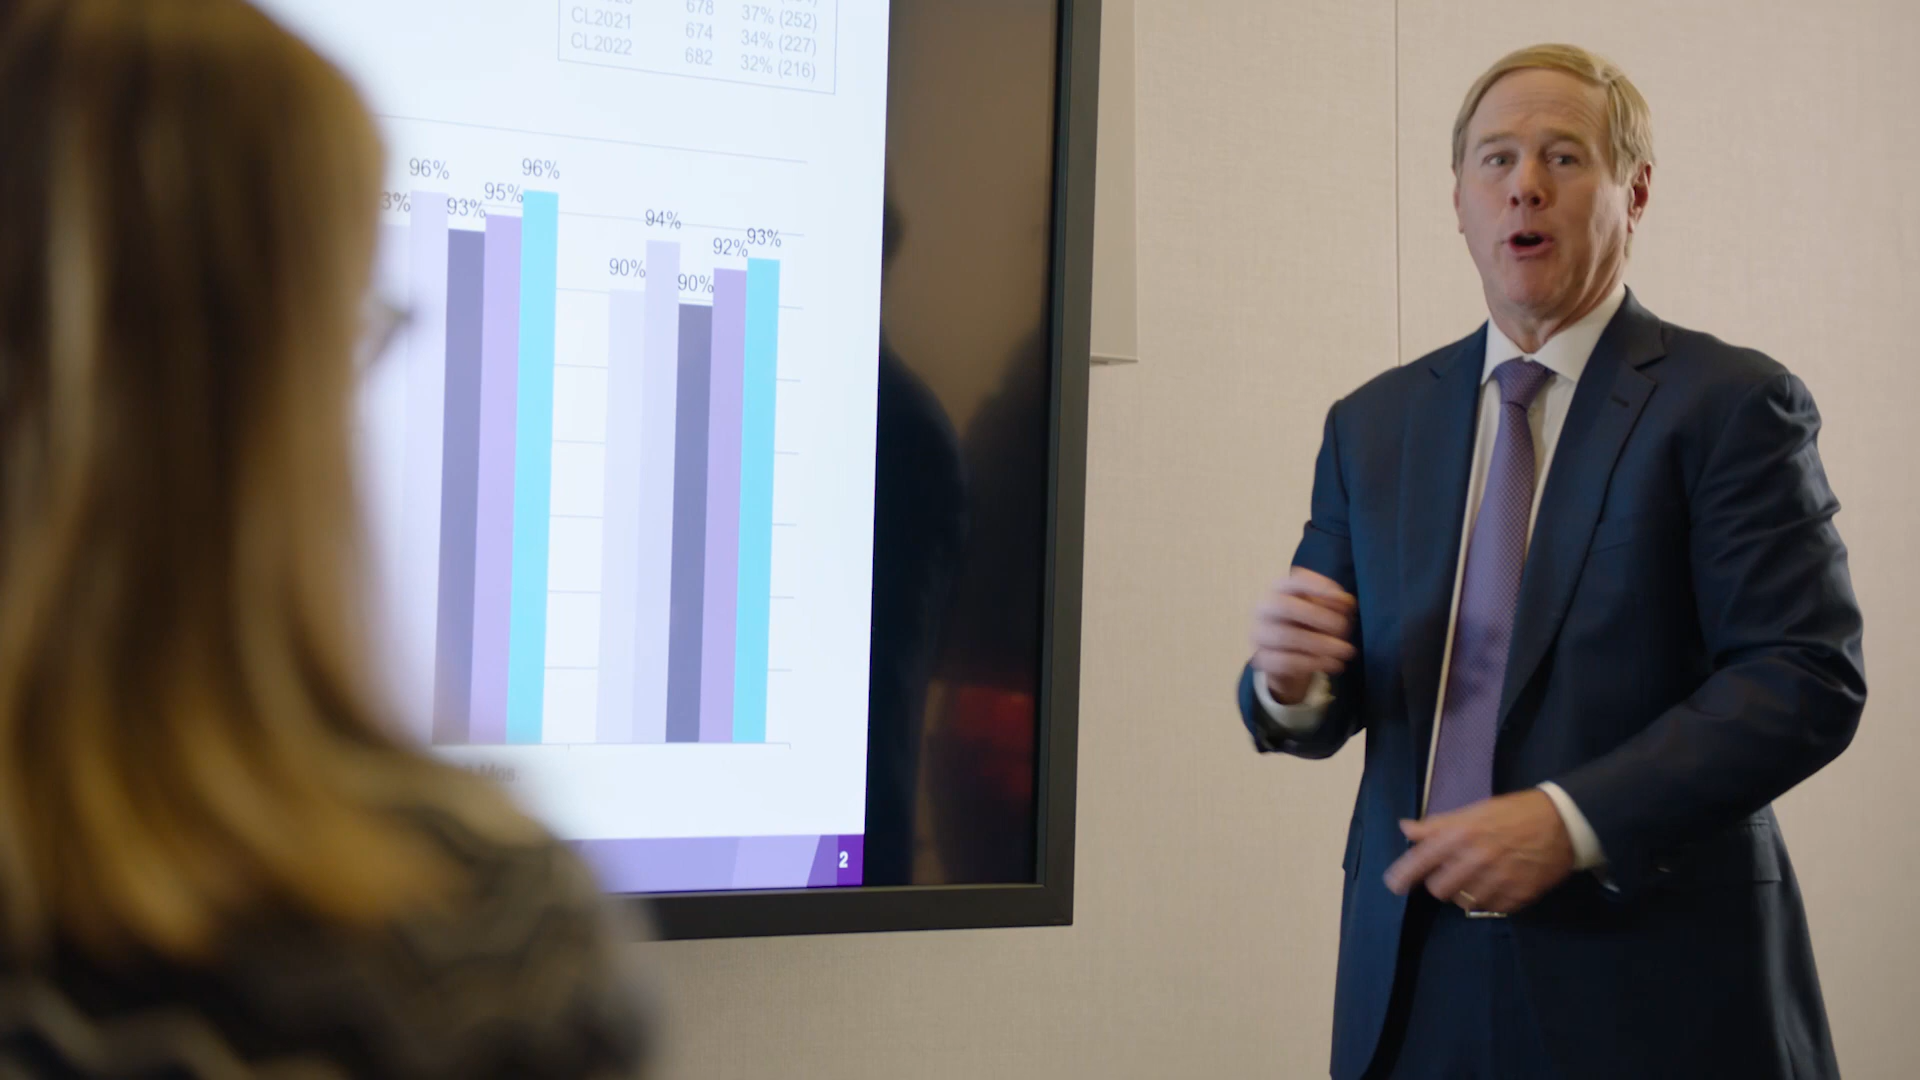 678 37% (252)
CL2021 674 34% (227)
CL2022 682 32% (216)
96%
96%
93%
95%
94%
90%
90%
92%
93%
Mos.
2